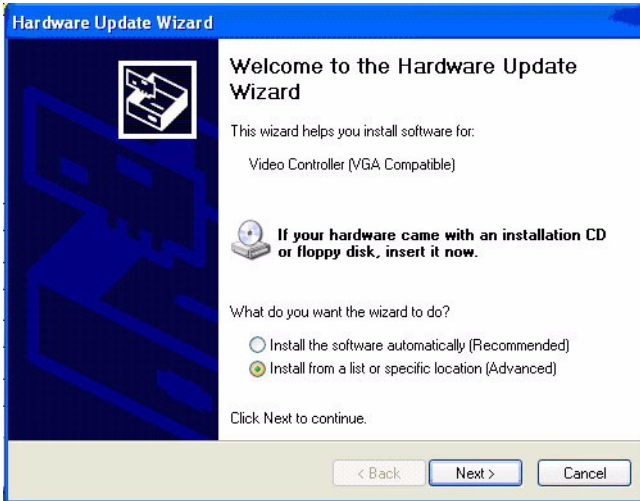 Hardware Update Wizard
Welcome to the Hardware Update
Wizard
This wizard helps you install software for:
Video Controller (VGA Compatible)
If your hardware came with an installation CD
or floppy disk, insert it now.
What do you want the wizard to do?
Install the software automatically (Recommended)
Install from a list or specific location (Advanced)
Click Next to continue.
< Back
Next >
Cancel